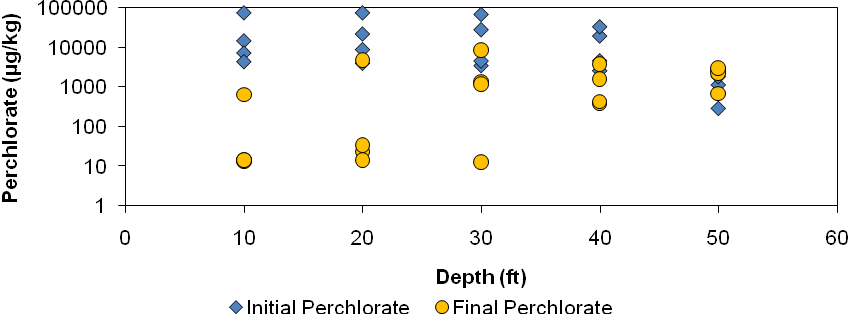 100000
10000
1000
100
10
1
Perchlorate (µg/kg)
0 10 20 30 40 50 60
Depth (ft)
Initial Perchlorate Final Perchlorate